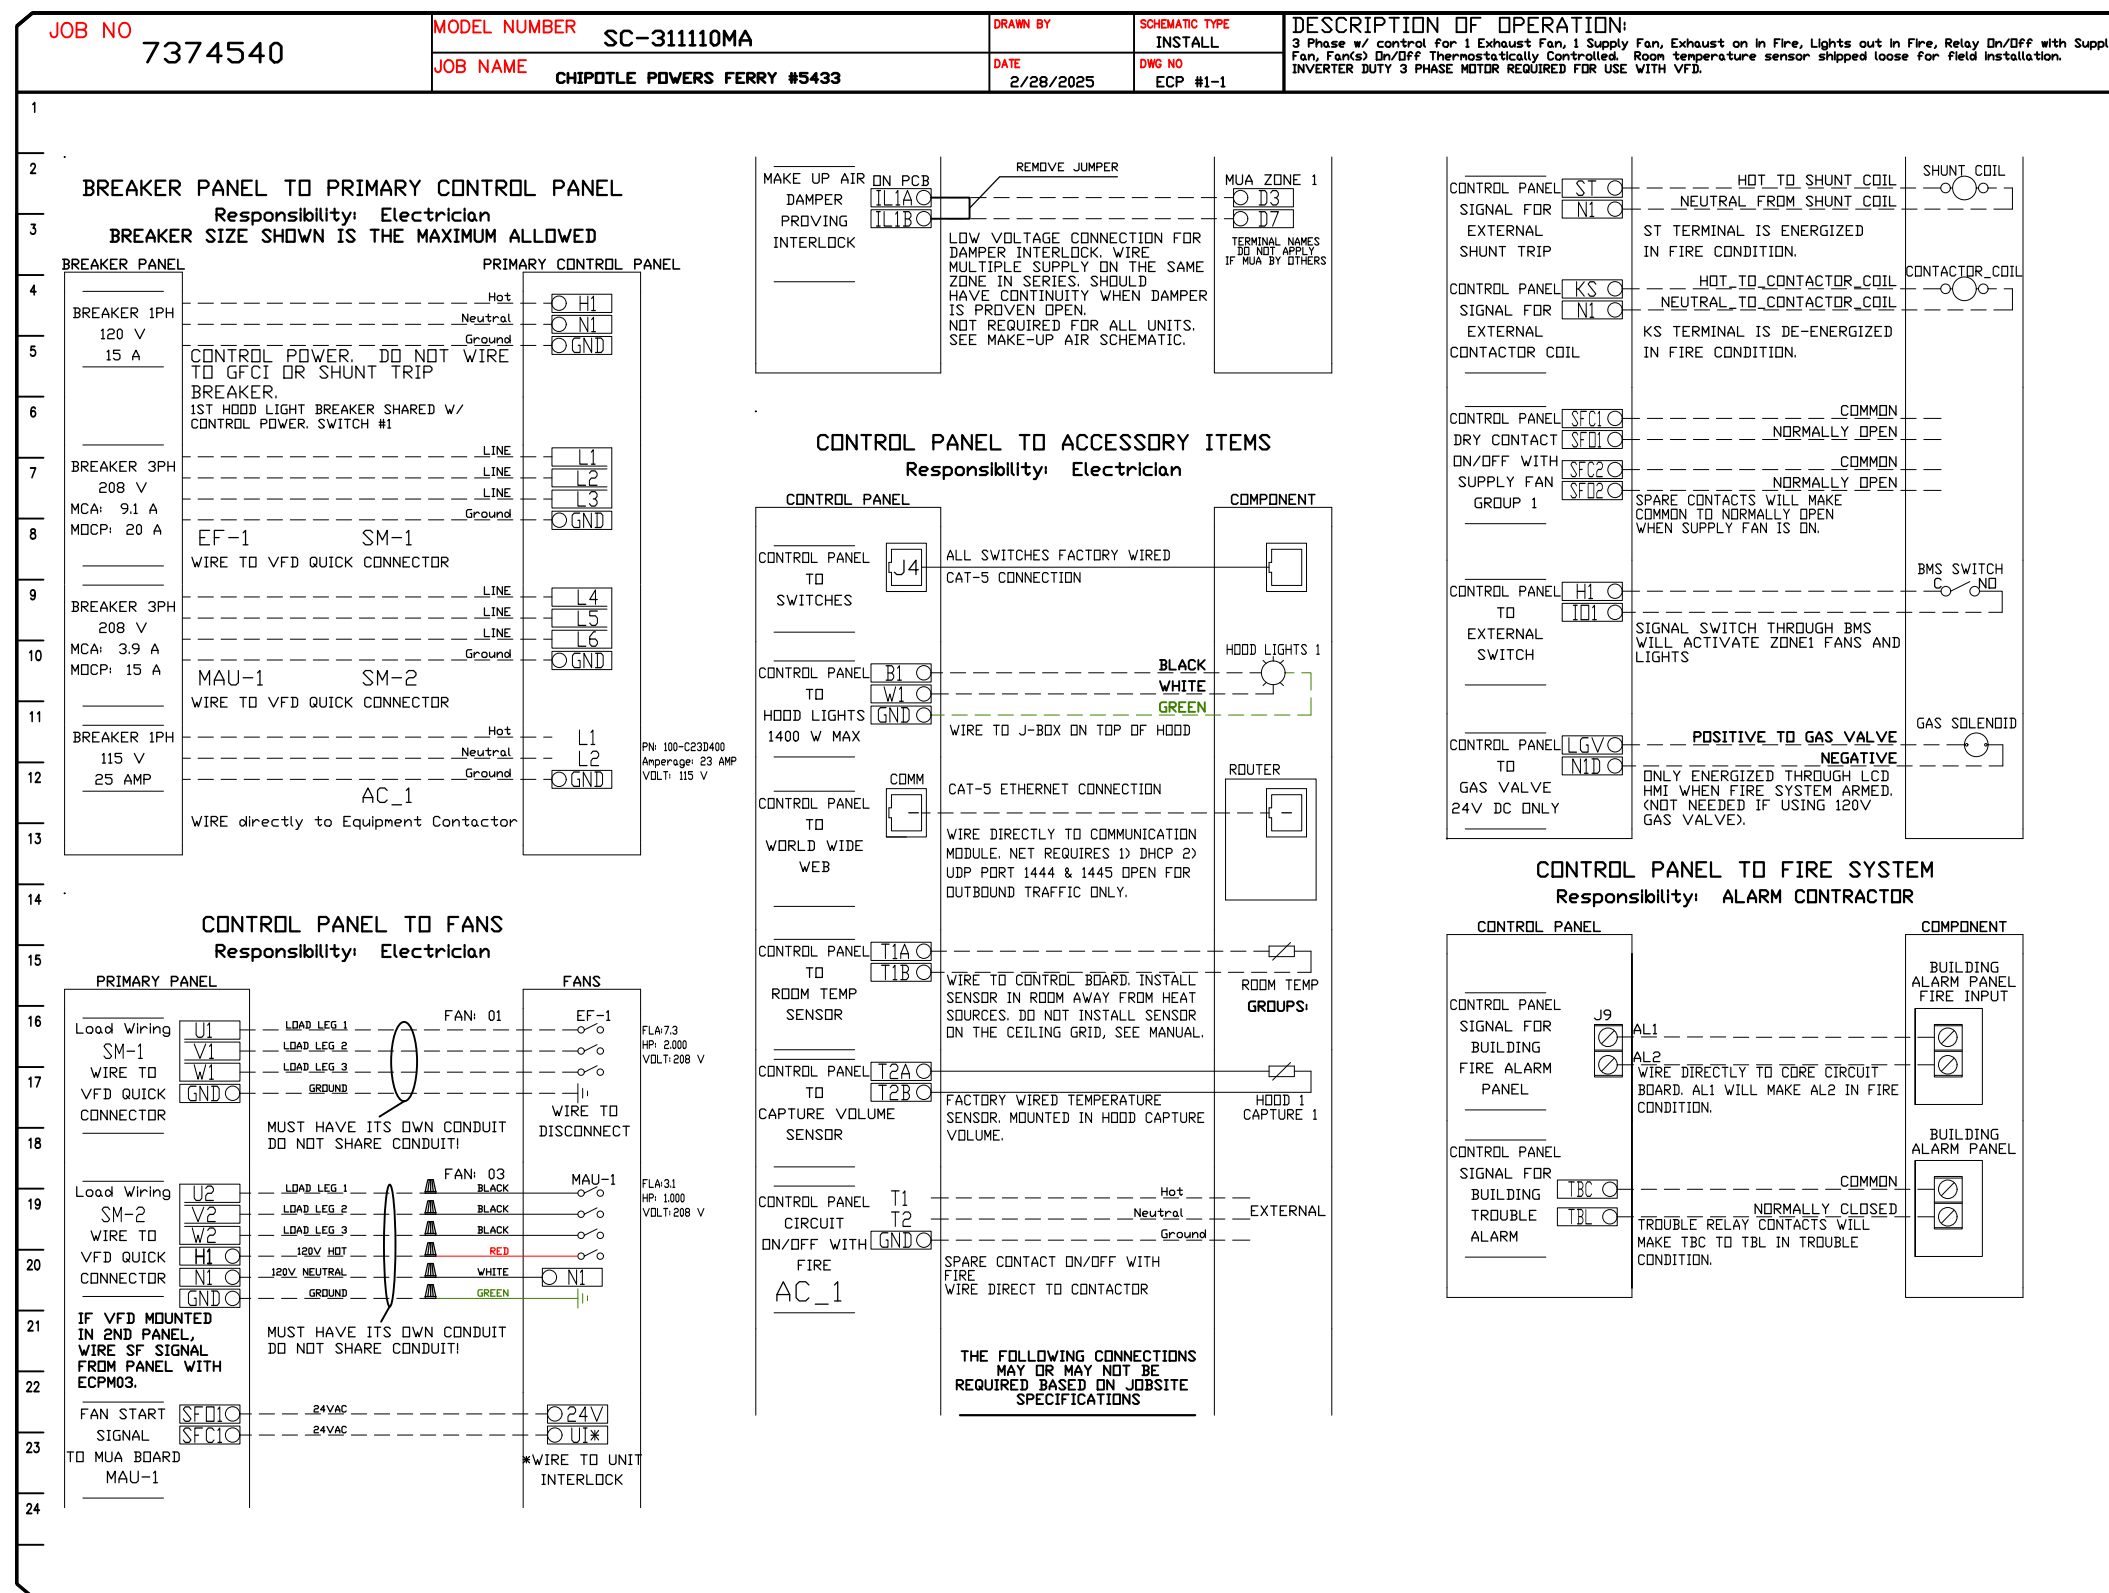 JOB NO
7374540
MODEL NUMBER
SC-311110MA
JOB NAME
CHIPOTLE POWERS FERRY #5433
DRAWN BY
DATE
2/28/2025
SCHEMATIC TYPE
INSTALL
DWG NO
ECP #1-1
DESCRIPTION OF OPERATION:
3 Phase w/ control for 1 Exhaust Fan, 1 Supply Fan, Exhaust on in Fire, Lights out in Fire, Relay On/Off with Suppl
Fan, Fan(s) On/Off Thermostatically Controlled. Room temperature sensor shipped loose for field installation.
INVERTER DUTY 3 PHASE MOTOR REQUIRED FOR USE WITH VFD.
1
2
3
4
5
6
7
8
9
10
11
12
13
14
15
16
17
18
19
20
21
22
23
24
BREAKER PANEL TO PRIMARY CONTROL PANEL
Responsibility: Electrician
BREAKER SIZE SHOWN IS THE MAXIMUM ALLOWED
BREAKER PANEL
PRIMARY CONTROL PANEL
BREAKER 1PH
120 V
15 A
Hot
H1
Neutral
N1
Ground
GND
CONTROL POWER. DO NOT WIRE
TO GFCI OR SHUNT TRIP
BREAKER.
1ST HOOD LIGHT BREAKER SHARED W/
CONTROL POWER. SWITCH #1
BREAKER 3PH
208 V
MCA: 9.1 A
MOCP: 20 A
LINE
L1
LINE
L2
LINE
L3
Ground
GND
EF-1
SM-1
WIRE TO VFD QUICK CONNECTOR
BREAKER 3PH
208 V
MCA: 3.9 A
MOCP: 15 A
LINE
L4
LINE
L5
LINE
L6
Ground
GND
MAU-1
SM-2
WIRE TO VFD QUICK CONNECTOR
BREAKER 1PH
115 V
25 AMP
Hot
L1
Neutral
L2
Ground
GND
PN: 100-C23D400
Amperage: 23 AMP
VOLT: 115 V
AC_1
WIRE directly to Equipment Contactor
CONTROL PANEL TO FANS
Responsibility: Electrician
PRIMARY PANEL
FANS
Load Wiring
SM-1
WIRE TO
VFD QUICK
CONNECTOR
U1
V1
W1
GND
LOAD LEG 1
LOAD LEG 2
LOAD LEG 3
GROUND
FAN: 01
EF-1
FLA:7.3
HP: 2.000
VOLT: 208 V
WIRE TO
DISCONNECT
MUST HAVE ITS OWN CONDUIT
DO NOT SHARE CONDUIT!
Load Wiring
SM-2
WIRE TO
VFD QUICK
CONNECTOR
U2
V2
W2
H1
N1
GND
LOAD LEG 1
LOAD LEG 2
LOAD LEG 3
120V HOT
120V NEUTRAL
GROUND
FAN: 03
BLACK
BLACK
BLACK
RED
WHITE
GREEN
MAU-1
N1
FLA:3.1
HP: 1.000
VOLT: 208 V
MUST HAVE ITS OWN CONDUIT
DO NOT SHARE CONDUIT!
IF VFD MOUNTED
IN 2ND PANEL,
WIRE SF SIGNAL
FROM PANEL WITH
ECPM03.
FAN START
SIGNAL
TO MUA BOARD
MAU-1
SFO1
SFC1
24VAC
24VAC
24V
UI*
*WIRE TO UNIT
INTERLOCK
MAKE UP AIR
DAMPER
PROVING
INTERLOCK
ON PCB
IL1A
IL1B
REMOVE JUMPER
MUA ZONE 1
D3
D7
TERMINAL NAMES
DO NOT APPLY
IF MUA BY OTHERS
LOW VOLTAGE CONNECTION FOR
DAMPER INTERLOCK. WIRE
MULTIPLE SUPPLY ON THE SAME
ZONE IN SERIES. SHOULD
HAVE CONTINUITY WHEN DAMPER
IS PROVEN OPEN.
NOT REQUIRED FOR ALL UNITS.
SEE MAKE-UP AIR SCHEMATIC.
CONTROL PANEL TO ACCESSORY ITEMS
Responsibility: Electrician
CONTROL PANEL
COMPONENT
CONTROL PANEL
TO
SWITCHES
J4
ALL SWITCHES FACTORY WIRED
CAT-5 CONNECTION
CONTROL PANEL
TO
HOOD LIGHTS
1400 W MAX
B1
W1
GND
BLACK
WHITE
GREEN
HOOD LIGHTS 1
WIRE TO J-BOX ON TOP OF HOOD
CONTROL PANEL
TO
WORLD WIDE
WEB
COMM
CAT-5 ETHERNET CONNECTION
ROUTER
WIRE DIRECTLY TO COMMUNICATION
MODULE. NET REQUIRES 1) DHCP 2)
UDP PORT 1444 & 1445 OPEN FOR
OUTBOUND TRAFFIC ONLY.
CONTROL PANEL
TO
ROOM TEMP
SENSOR
T1A
T1B
WIRE TO CONTROL BOARD. INSTALL
SENSOR IN ROOM AWAY FROM HEAT
SOURCES. DO NOT INSTALL SENSOR
ON THE CEILING GRID, SEE MANUAL.
ROOM TEMP
GROUPS:
CONTROL PANEL
TO
CAPTURE VOLUME
SENSOR
T2A
T2B
FACTORY WIRED TEMPERATURE
SENSOR. MOUNTED IN HOOD CAPTURE
VOLUME.
HOOD 1
CAPTURE 1
CONTROL PANEL
CIRCUIT
ON/OFF WITH
FIRE
AC_1
T1
T2
GND
Hot
Neutral
Ground
EXTERNAL
SPARE CONTACT ON/OFF WITH
FIRE
WIRE DIRECT TO CONTACTOR
THE FOLLOWING CONNECTIONS
MAY OR MAY NOT BE
REQUIRED BASED ON JOBSITE
SPECIFICATIONS
CONTROL PANEL
SIGNAL FOR
EXTERNAL
SHUNT TRIP
ST
N1
HOT TO SHUNT COIL
NEUTRAL FROM SHUNT COIL
SHUNT COIL
ST TERMINAL IS ENERGIZED
IN FIRE CONDITION.
CONTROL PANEL
SIGNAL FOR
EXTERNAL
CONTACTOR COIL
KS
N1
HOT TO CONTACTOR COIL
NEUTRAL TO CONTACTOR COIL
CONTACTOR COIL
KS TERMINAL IS DE-ENERGIZED
IN FIRE CONDITION.
CONTROL PANEL
DRY CONTACT
ON/OFF WITH
SUPPLY FAN
GROUP 1
SFC1
SFO1
SFC2
SFO2
COMMON
NORMALLY OPEN
COMMON
NORMALLY OPEN
SPARE CONTACTS WILL MAKE
COMMON TO NORMALLY OPEN
WHEN SUPPLY FAN IS ON.
CONTROL PANEL
TO
EXTERNAL
SWITCH
H1
IO1
BMS SWITCH
C
NO
SIGNAL SWITCH THROUGH BMS
WILL ACTIVATE ZONE1 FANS AND
LIGHTS
CONTROL PANEL
TO
GAS VALVE
24V DC ONLY
LGV
N1D
POSITIVE TO GAS VALVE
NEGATIVE
GAS SOLENOID
ONLY ENERGIZED THROUGH LCD
HMI WHEN FIRE SYSTEM ARMED.
(NOT NEEDED IF USING 120V
GAS VALVE).
CONTROL PANEL TO FIRE SYSTEM
Responsibility: ALARM CONTRACTOR
CONTROL PANEL
COMPONENT
CONTROL PANEL
SIGNAL FOR
BUILDING
FIRE ALARM
PANEL
J9
AL1
AL2
BUILDING
ALARM PANEL
FIRE INPUT
WIRE DIRECTLY TO CORE CIRCUIT
BOARD. AL1 WILL MAKE AL2 IN FIRE
CONDITION.
CONTROL PANEL
SIGNAL FOR
BUILDING
TROUBLE
ALARM
TBC
TBL
COMMON
NORMALLY CLOSED
BUILDING
ALARM PANEL
TROUBLE RELAY CONTACTS WILL
MAKE TBC TO TBL IN TROUBLE
CONDITION.